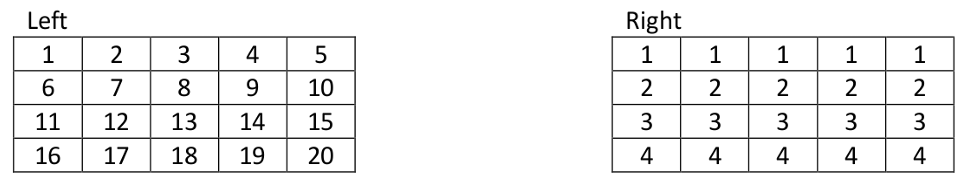 Left Right
1 2 3 4 5 1 1 1 1 1
6 7 8 9 10 2 2 2 2 2
11 12 13 14 15 3 3 3 3 3
16 17 18 19 20 4 4 4 4 4